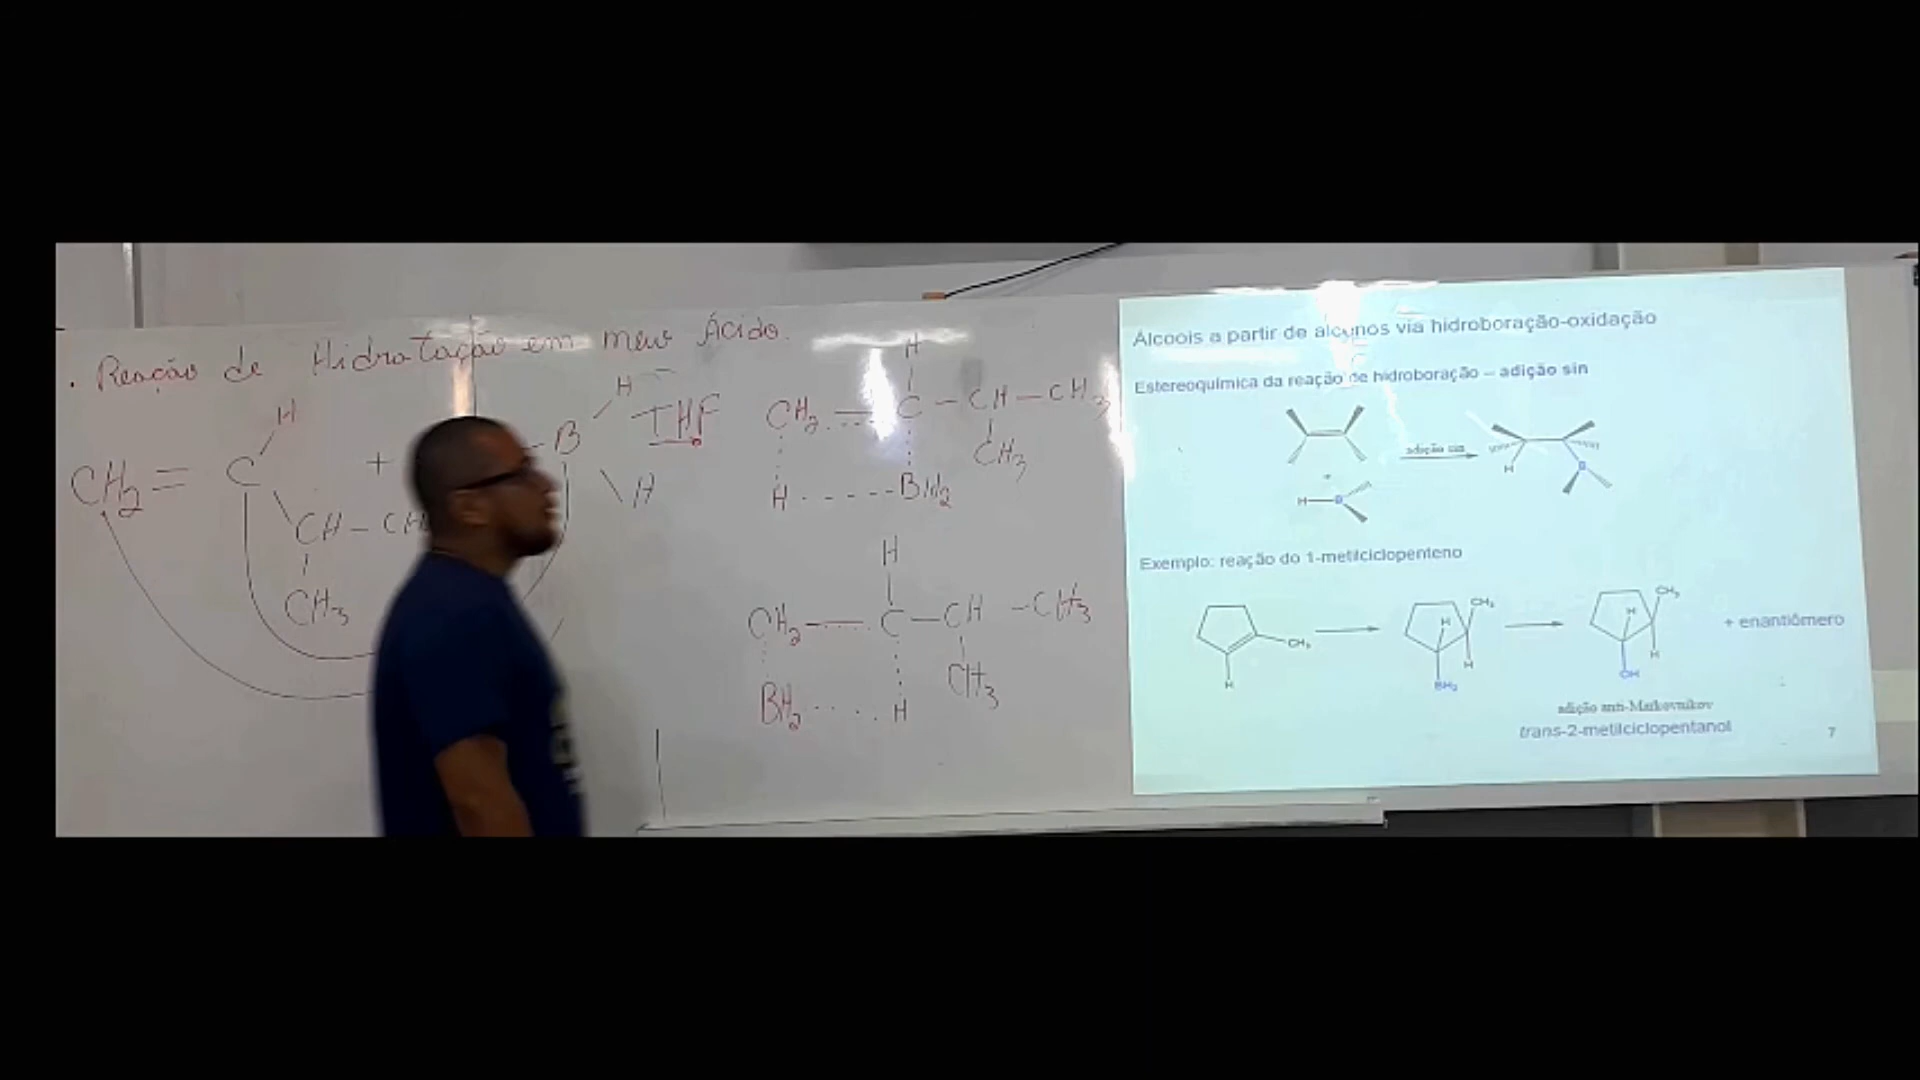 . Reação de Hidratação em meio Ácido.
H
CH2 = C
+
CH - CH
CH3
- B
H
H
THF
H
CH2 — C - CH - CH3
CH3
H - - - - - BH2
H
CH2 — C - CH - CH3
CH3
BH2 . . . . H
Álcoois a partir de alcenos via hidroboração-oxidação
Estereoquímica da reação de hidroboração – adição sin
adição sin
+
H
B
H
B
Exemplo: reação do 1-metilciclopenteno
CH3
H
CH3
H
H
BH2
CH3
H
H
OH
+ enantiômero
adição anti-Markovnikov
trans-2-metilciclopentanol
7